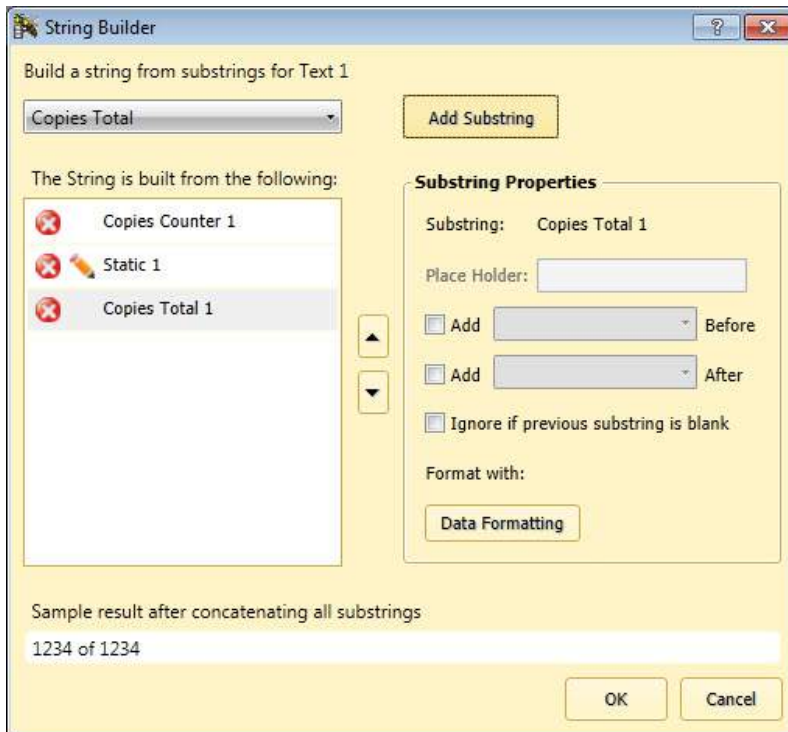 String Builder
Build a string from substrings for Text 1
Copies Total
Add Substring
The String is built from the following:
Copies Counter 1
Static 1
Copies Total 1
Substring Properties
Substring: Copies Total 1
Place Holder:
Add Before
Add After
Ignore if previous substring is blank
Format with:
Data Formatting
Sample result after concatenating all substrings
1234 of 1234
OK Cancel